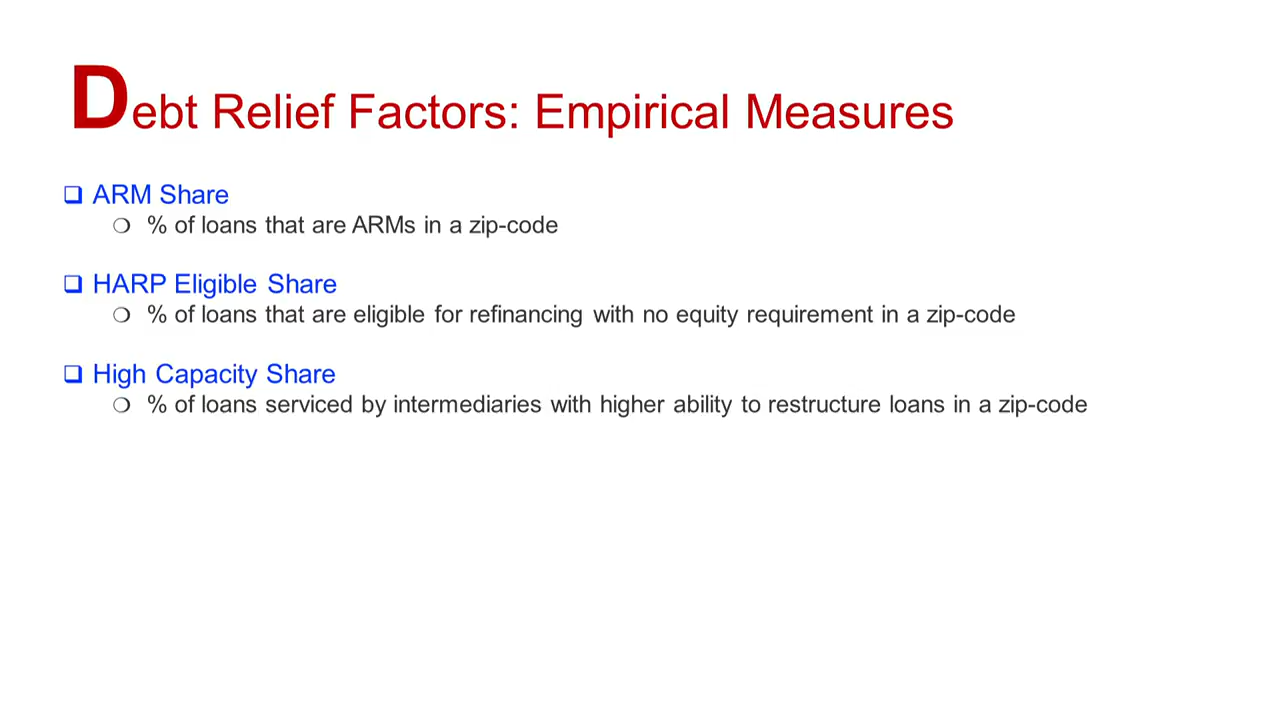 Debt Relief Factors: Empirical Measures
ARM Share
% of loans that are ARMs in a zip-code
HARP Eligible Share
% of loans that are eligible for refinancing with no equity requirement in a zip-code
High Capacity Share
% of loans serviced by intermediaries with higher ability to restructure loans in a zip-code